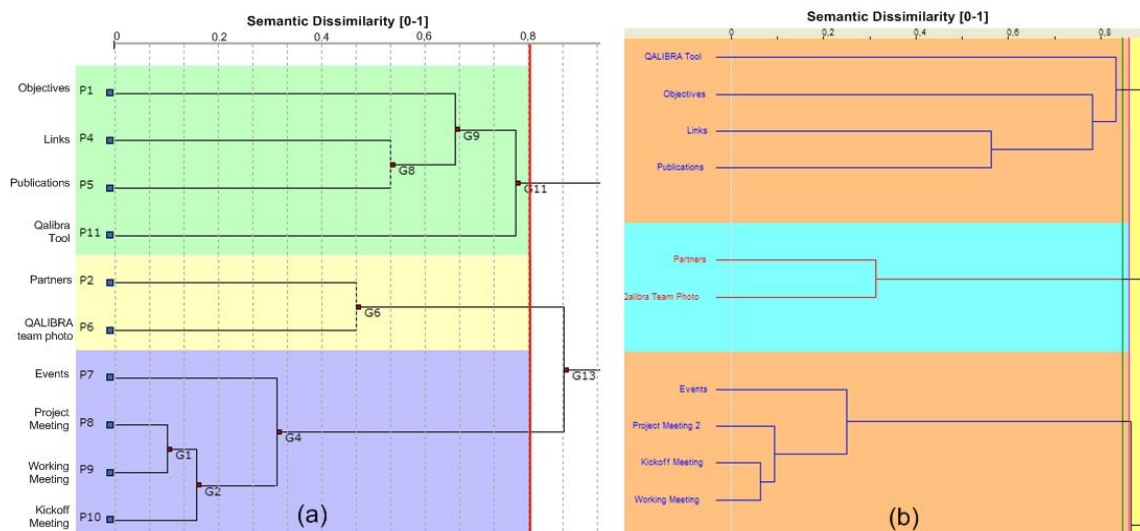 Semantic Dissimilarity [0-1]
0 0.2 0.4 0.6 0,8
Objectives P1
G9
Links P4
G8
Publications P5
G11
Qalibra
Tool P11
Partners P2
G6
QALIBRA
team photo P6
Events P7
G13
Project
Meeting P8
G4
G1
Working
Meeting P9
G2
Kickoff
Meeting P10
(a)
Semantic Dissimilarity [0-1]
0 0,2 0,4 0,6 0,8
QALIBRA Tool
Objectives
Links
Publications
Partners
Qalibra Team Photo
Events
Project Meeting 2
Kickoff Meeting
Working Meeting
(b)